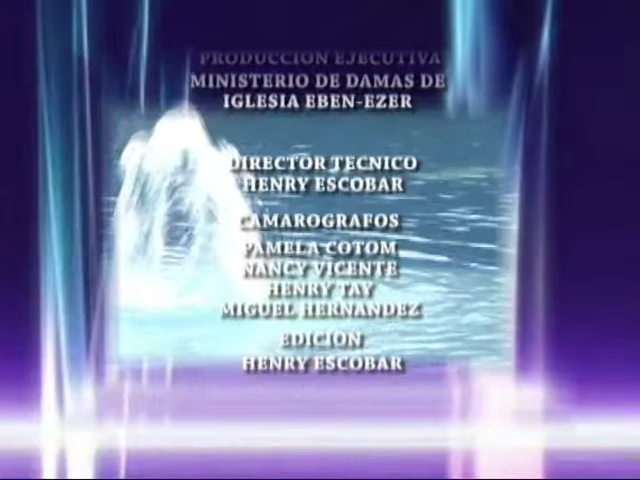 PRODUCCION EJECUTIVA
MINISTERIO DE DAMAS DE
IGLESIA EBEN-EZER
DIRECTOR TECNICO
HENRY ESCOBAR
CAMAROGRAFOS
PAMELA COTOM
NANCY VICENTE
HENRY TAY
MIGUEL HERNANDEZ
EDICION
HENRY ESCOBAR